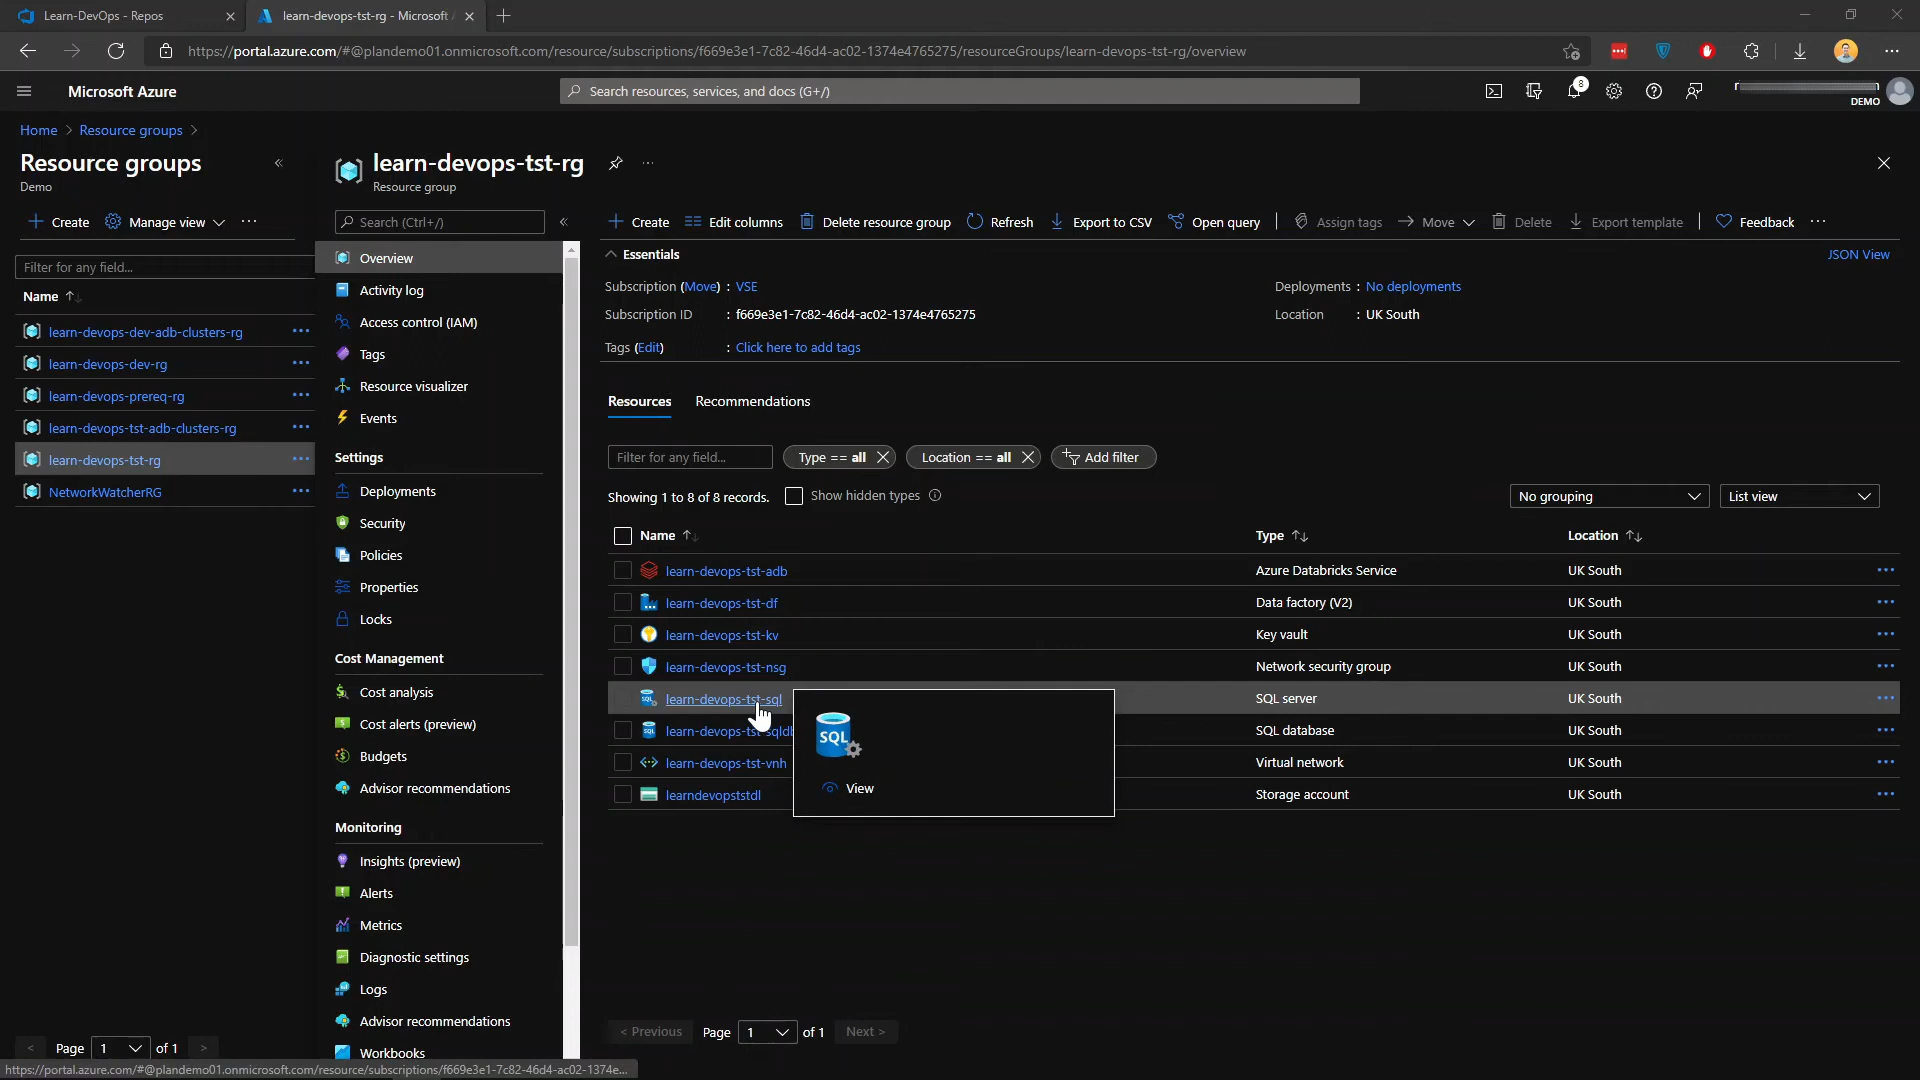 Learn-DevOps - Repos
learn-devops-tst-rg - Microsoft
https://portal.azure.com/#@plandemo01.onmicrosoft.com/resource/subscriptions/f669e3e1-7c82-46d4-ac02-1374e4765275/resourceGroups/learn-devops-tst-rg/overview
Microsoft Azure
Search resources, services, and docs (G+/)
8
DEMO
Home > Resource groups >
Resource groups
Demo
+ Create Manage view ···
Filter for any field...
Name
learn-devops-dev-adb-clusters-rg
learn-devops-dev-rg
learn-devops-prereq-rg
learn-devops-tst-adb-clusters-rg
learn-devops-tst-rg
NetworkWatcherRG
< Page 1 of 1 >
learn-devops-tst-rg
Resource group
Search (Ctrl+/)
Overview
Activity log
Access control (IAM)
Tags
Resource visualizer
Events
Settings
Deployments
Security
Policies
Properties
Locks
Cost Management
Cost analysis
Cost alerts (preview)
Budgets
Advisor recommendations
Monitoring
Insights (preview)
Alerts
Metrics
Diagnostic settings
Logs
Advisor recommendations
Workbooks
+ Create Edit columns Delete resource group Refresh Export to CSV Open query Assign tags Move Delete Export template Feedback ···
Essentials
JSON View
Subscription (Move) : VSE
Deployments : No deployments
Subscription ID : f669e3e1-7c82-46d4-ac02-1374e4765275
Location : UK South
Tags (Edit) : Click here to add tags
Resources Recommendations
Filter for any field... Type == all Location == all Add filter
Showing 1 to 8 of 8 records. Show hidden types
No grouping List view
Name Type Location
learn-devops-tst-adb Azure Databricks Service UK South
learn-devops-tst-df Data factory (V2) UK South
learn-devops-tst-kv Key vault UK South
learn-devops-tst-nsg Network security group UK South
learn-devops-tst-sql SQL server UK South
learn-devops-tst-sqldb SQL database UK South
learn-devops-tst-vnh Virtual network UK South
learndevopststdl Storage account UK South
SQL
View
< Previous Page 1 of 1 Next >
https://portal.azure.com/#@plandemo01.onmicrosoft.com/resource/subscriptions/f669e3e1-7c82-46d4-ac02-1374e...